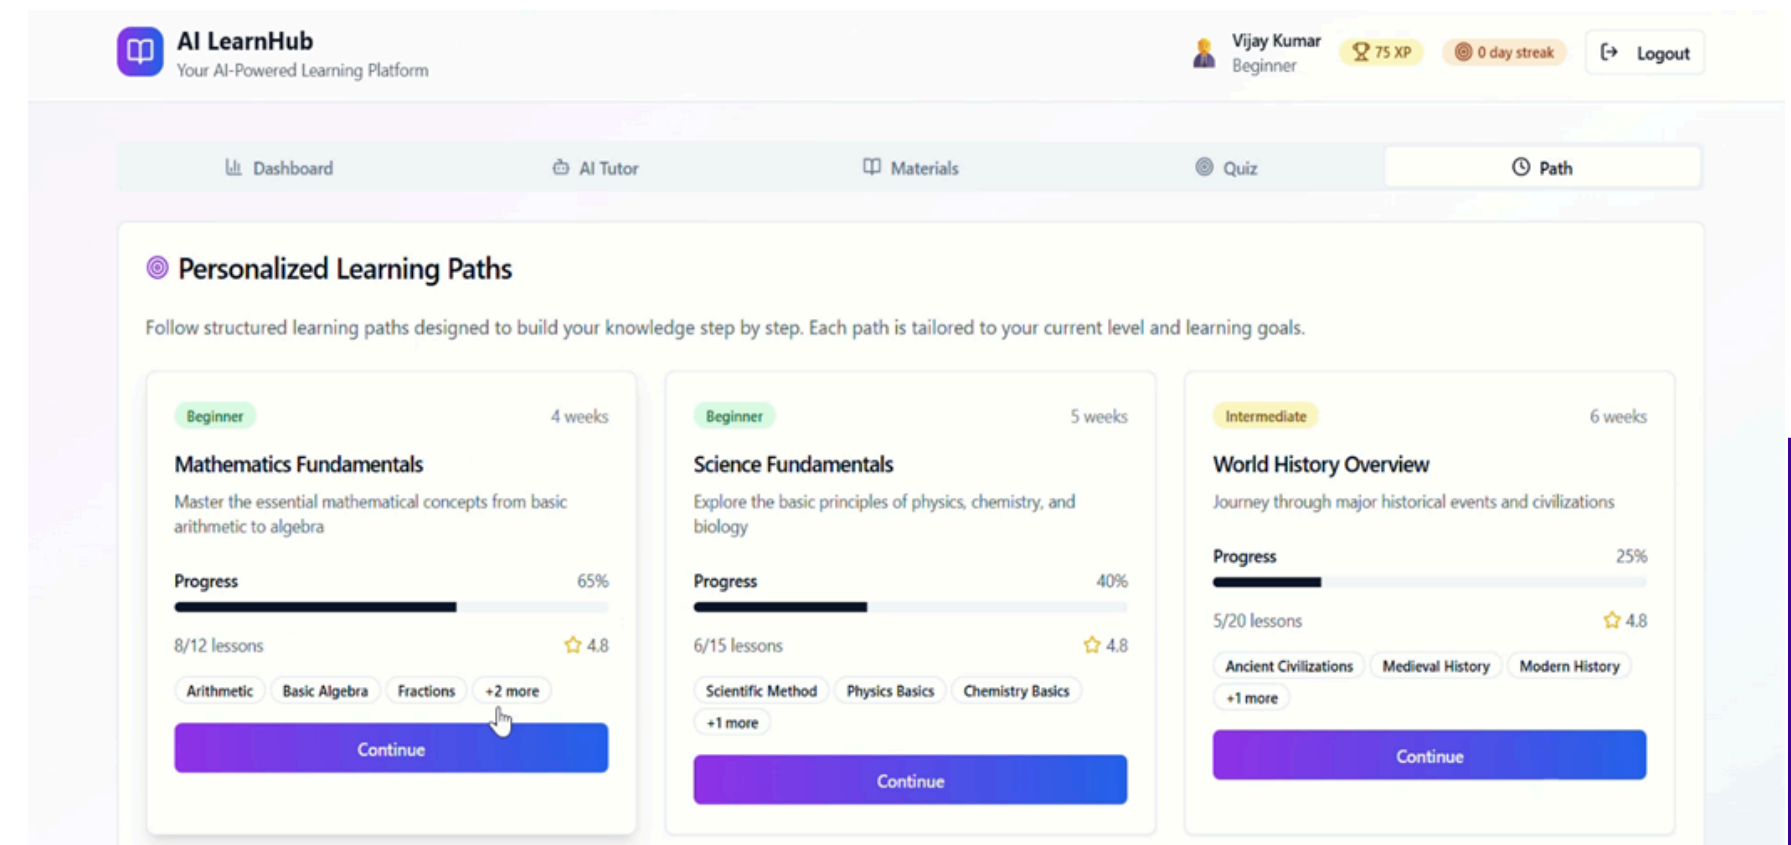 AI LearnHub
Your AI-Powered Learning Platform
Vijay Kumar
Beginner
75 XP
0 day streak
Logout
Dashboard
AI Tutor
Materials
Quiz
Path
Personalized Learning Paths
Follow structured learning paths designed to build your knowledge step by step. Each path is tailored to your current level and learning goals.
Beginner
4 weeks
Mathematics Fundamentals
Master the essential mathematical concepts from basic
arithmetic to algebra
Progress
65%
8/12 lessons
4.8
Arithmetic
Basic Algebra
Fractions
+2 more
Continue
Beginner
5 weeks
Science Fundamentals
Explore the basic principles of physics, chemistry, and
biology
Progress
40%
6/15 lessons
4.8
Scientific Method
Physics Basics
Chemistry Basics
+1 more
Continue
Intermediate
6 weeks
World History Overview
Journey through major historical events and civilizations
Progress
25%
5/20 lessons
4.8
Ancient Civilizations
Medieval History
Modern History
+1 more
Continue